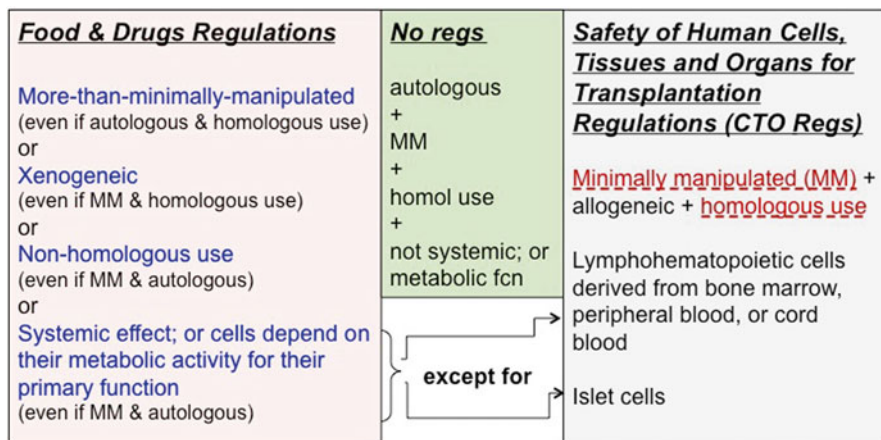 Food & Drugs Regulations
More-than-minimally-manipulated
(even if autologous & homologous use)
or
Xenogeneic
(even if MM & homologous use)
or
Non-homologous use
(even if MM & autologous)
or
Systemic effect; or cells depend on
their metabolic activity for their
primary function
(even if MM & autologous)
No regs
autologous
+
MM
+
homol use
+
not systemic; or
metabolic fcn
except for
Safety of Human Cells,
Tissues and Organs for
Transplantation
Regulations (CTO Regs)
Minimally manipulated (MM) +
allogeneic + homologous use
Lymphohematopoietic cells
derived from bone marrow,
peripheral blood, or cord
blood
Islet cells